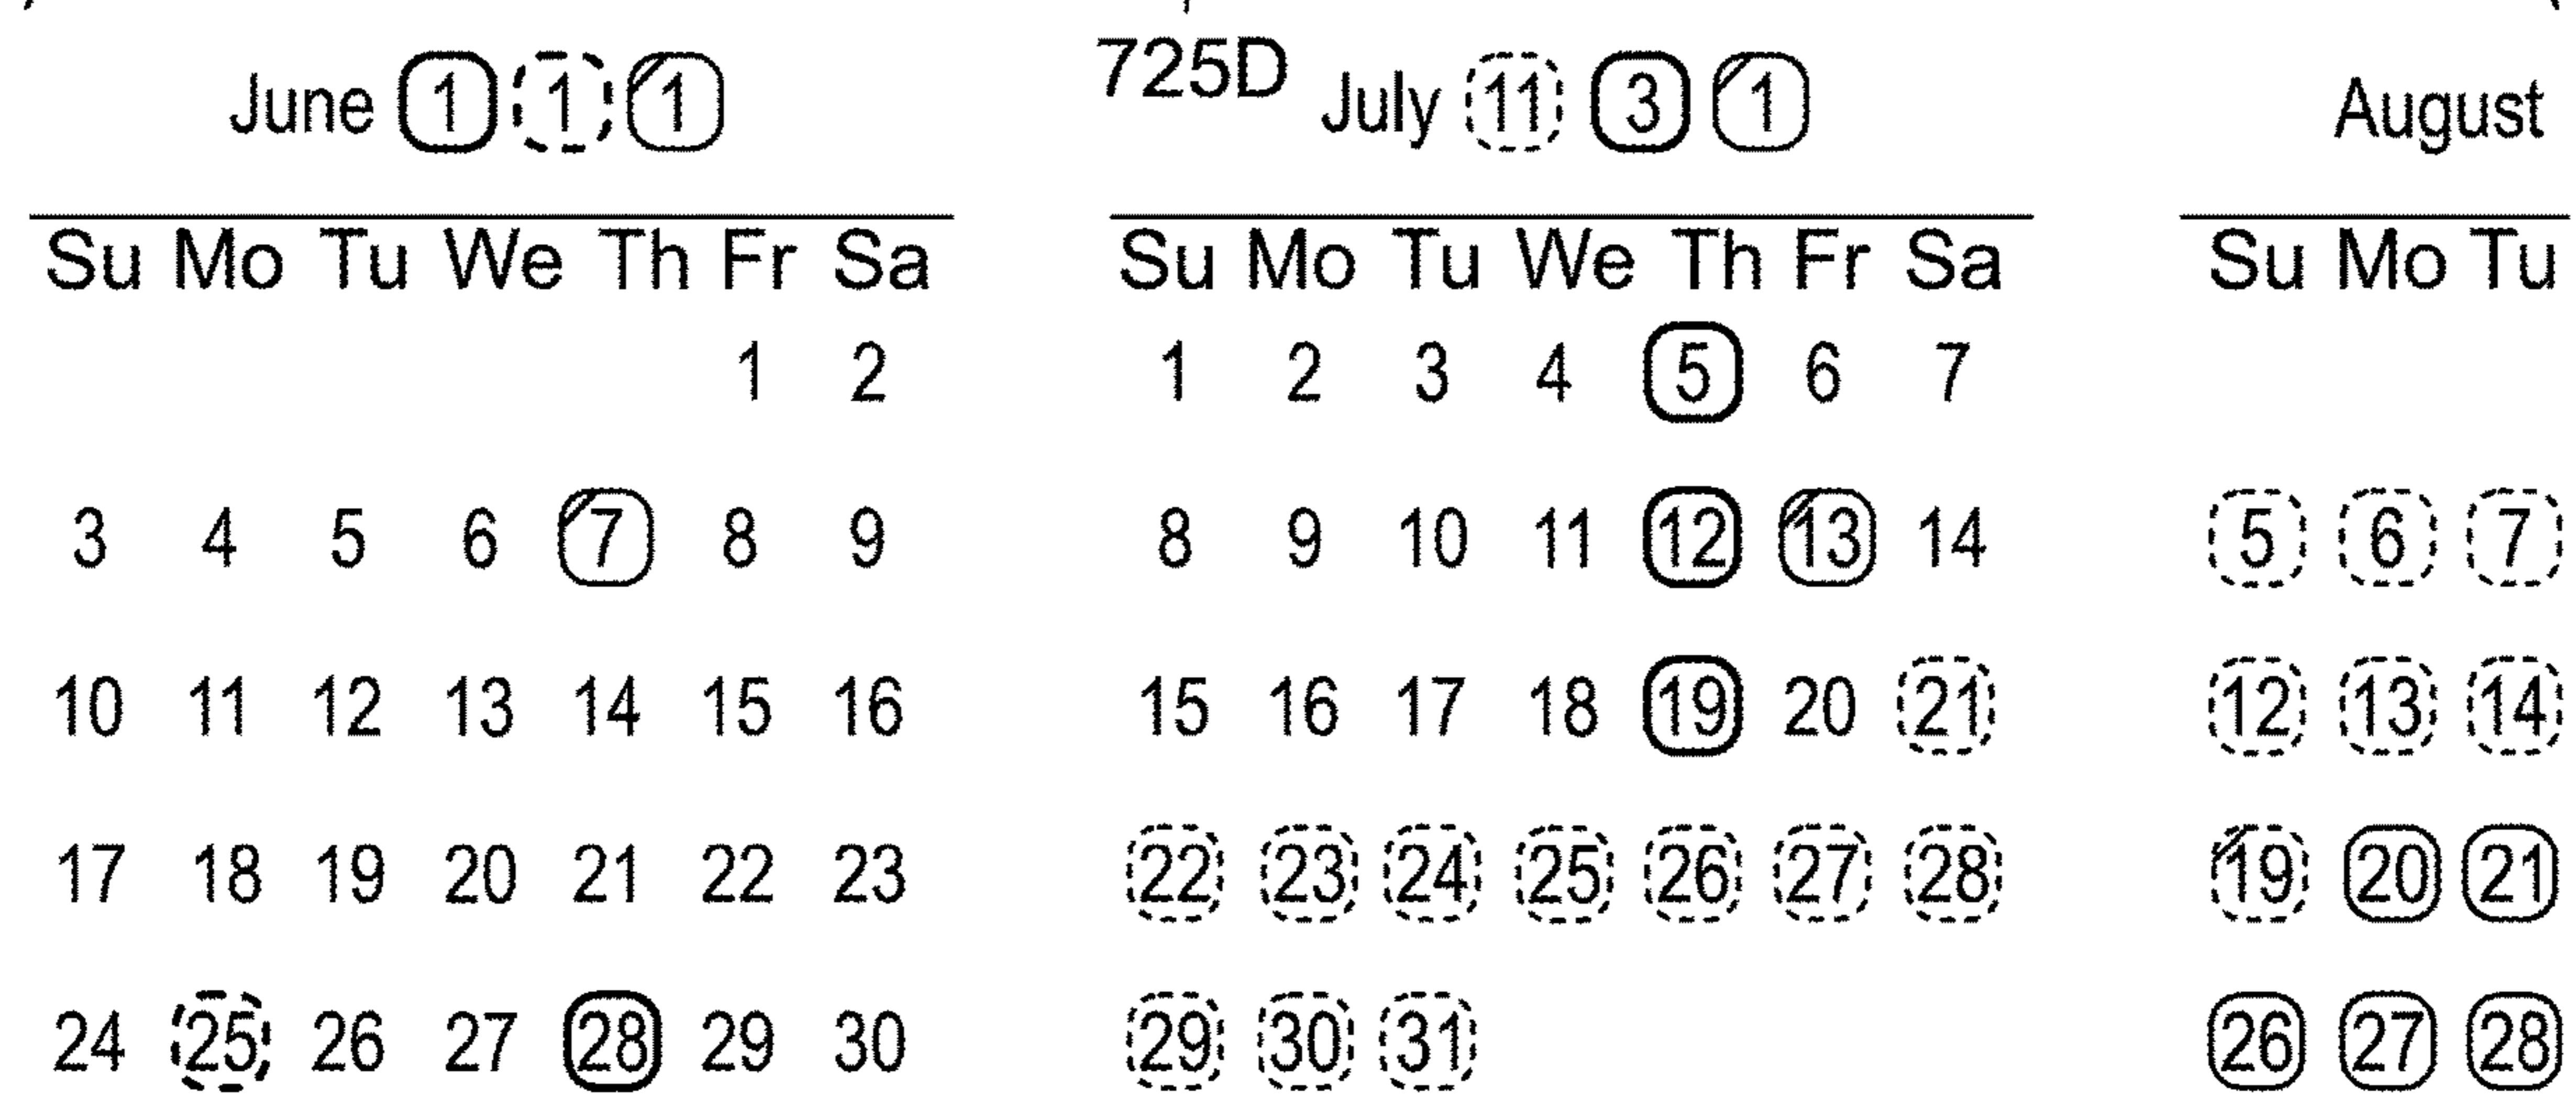 June 1 1 1
Su Mo Tu We Th Fr Sa
1 2
3 4 5 6 7 8 9
10 11 12 13 14 15 16
17 18 19 20 21 22 23
24 25 26 27 28 29 30
725D July 11 3 1
Su Mo Tu We Th Fr Sa
1 2 3 4 5 6 7
8 9 10 11 12 13 14
15 16 17 18 19 20 21
22 23 24 25 26 27 28
29 30 31
August
Su Mo Tu
5 6 7
12 13 14
19 20 21
26 27 28